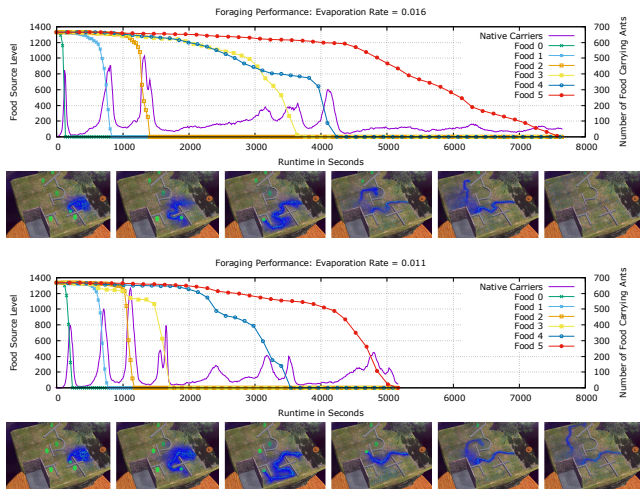 Foraging Performance: Evaporation Rate = 0.016
Food Source Level
Number of Food Carrying Ants
1400
1200
1000
800
600
400
200
0
700
600
500
400
300
200
100
0
Native Carriers
Food 0
Food 1
Food 2
Food 3
Food 4
Food 5
0 1000 2000 3000 4000 5000 6000 7000 8000
Runtime in Seconds
Foraging Performance: Evaporation Rate = 0.011
Food Source Level
Number of Food Carrying Ants
1400
1200
1000
800
600
400
200
0
700
600
500
400
300
200
100
0
Native Carriers
Food 0
Food 1
Food 2
Food 3
Food 4
Food 5
0 1000 2000 3000 4000 5000 6000 7000 8000
Runtime in Seconds